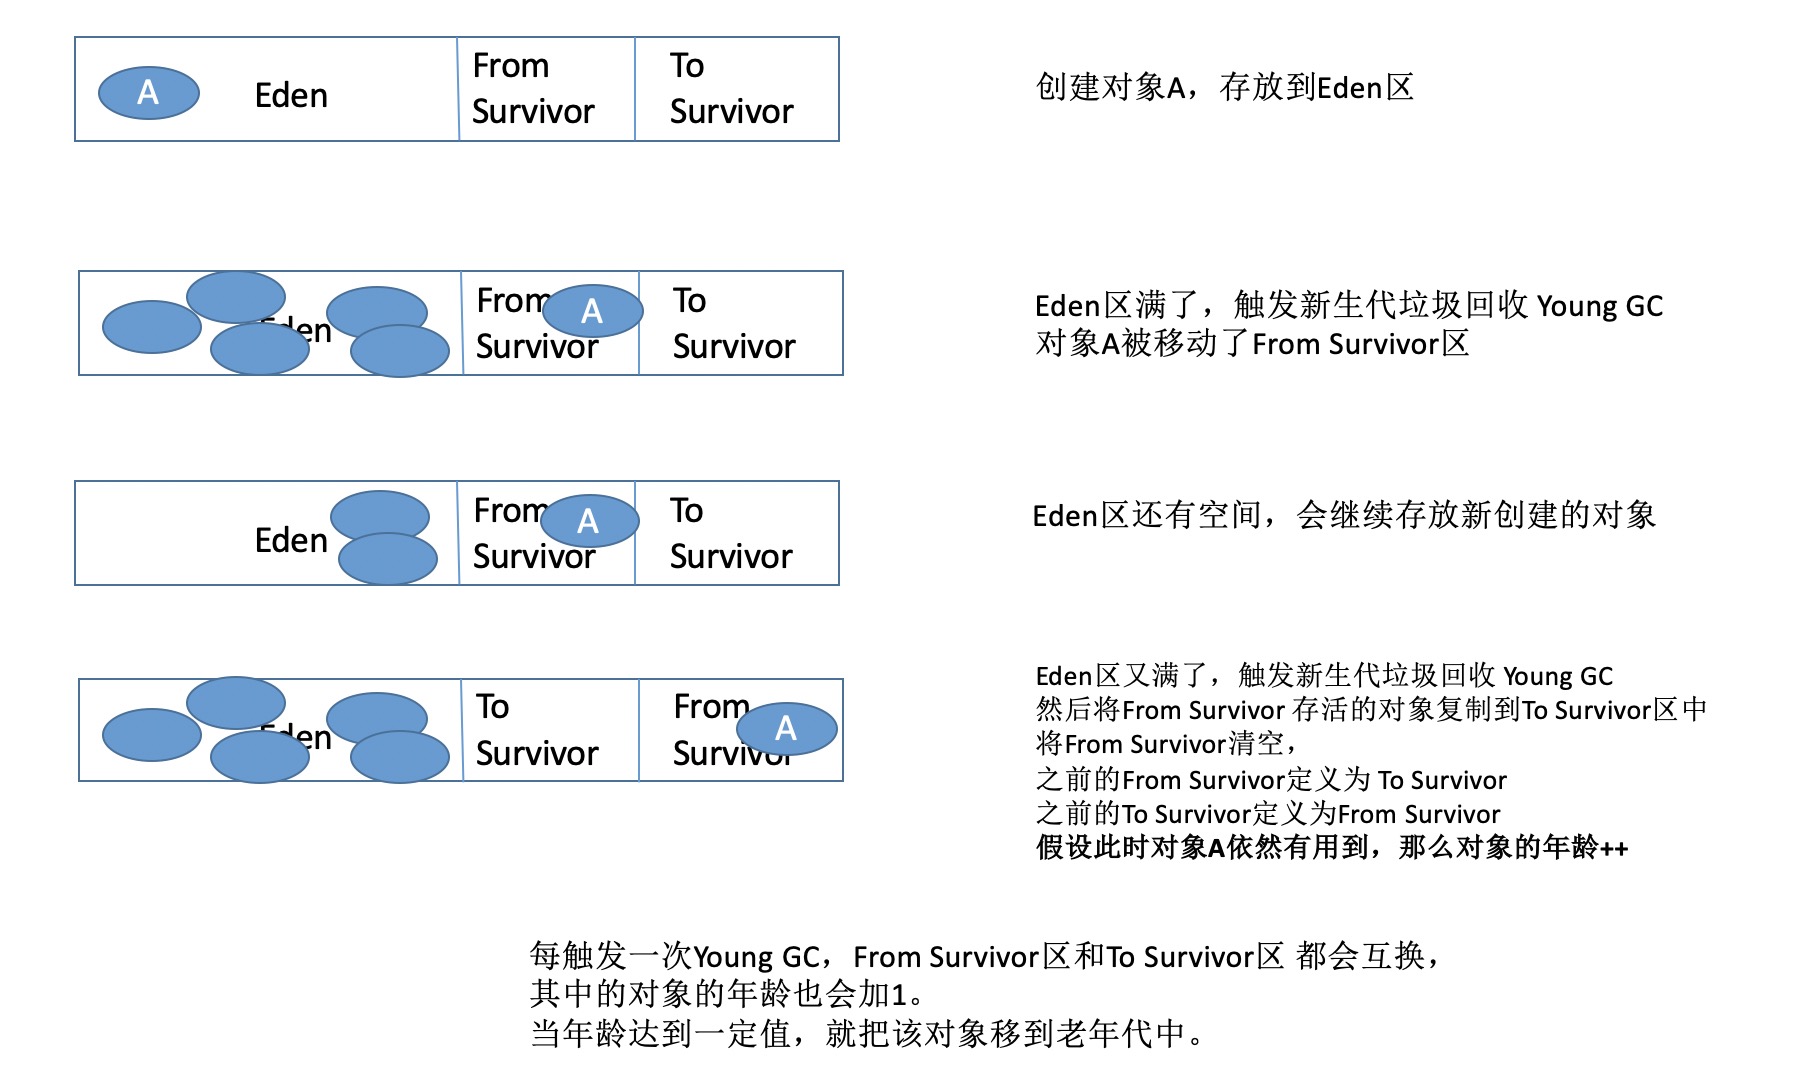 A
Eden
From
Survivor
To
Survivor
创建对象A，存放到Eden区
Eden
From
Survivor
A
To
Survivor
Eden区满了，触发新生代垃圾回收 Young GC
对象A被移动了From Survivor区
Eden
From
Survivor
A
To
Survivor
Eden区还有空间，会继续存放新创建的对象
Eden
To
Survivor
From
Survivor
A
Eden区又满了，触发新生代垃圾回收 Young GC
然后将From Survivor 存活的对象复制到To Survivor区中
将From Survivor清空，
之前的From Survivor定义为 To Survivor
之前的To Survivor定义为From Survivor
假设此时对象A依然有用到，那么对象的年龄++
每触发一次Young GC，From Survivor区和To Survivor区 都会互换，
其中的对象的年龄也会加1。
当年龄达到一定值，就把该对象移到老年代中。